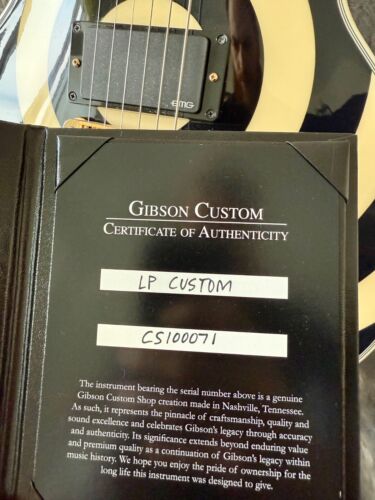 EMG
GIBSON CUSTOM
CERTIFICATE OF AUTHENTICITY
LP CUSTOM
CS100071
The instrument bearing the serial number above is a genuine
Gibson Custom Shop creation made in Nashville, Tennessee.
As such, it represents the pinnacle of craftsmanship, quality and
sound excellence and celebrates Gibson's legacy through accuracy
and authenticity. Its significance extends beyond enduring value
and premium quality as a continuation of Gibson's legacy within
music history. We hope you enjoy the pride of ownership for the
long life this instrument was designed to give.